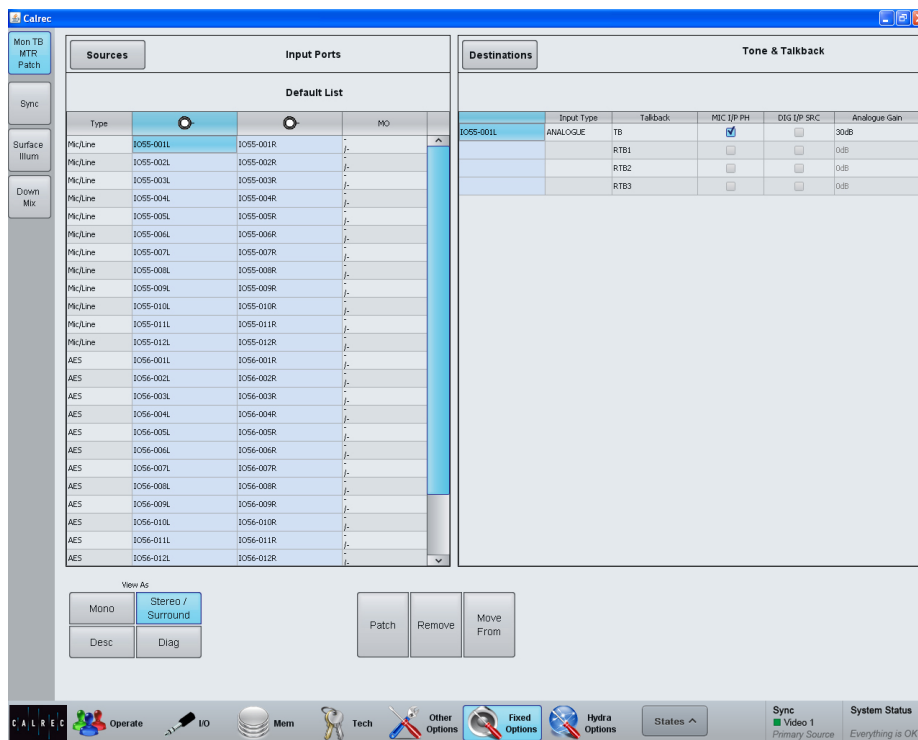 Calrec
Mon TB
MTR
Patch
Sync
Surface
Illum
Down
Mix
Sources
Input Ports
Default List
Type MO
Mic/Line IO55-001L IO55-001R -/-
Mic/Line IO55-002L IO55-002R -/-
Mic/Line IO55-003L IO55-003R -/-
Mic/Line IO55-004L IO55-004R -/-
Mic/Line IO55-005L IO55-005R -/-
Mic/Line IO55-006L IO55-006R -/-
Mic/Line IO55-007L IO55-007R -/-
Mic/Line IO55-008L IO55-008R -/-
Mic/Line IO55-009L IO55-009R -/-
Mic/Line IO55-010L IO55-010R -/-
Mic/Line IO55-011L IO55-011R -/-
Mic/Line IO55-012L IO55-012R -/-
AES IO56-001L IO56-001R -/-
AES IO56-002L IO56-002R -/-
AES IO56-003L IO56-003R -/-
AES IO56-004L IO56-004R -/-
AES IO56-005L IO56-005R -/-
AES IO56-006L IO56-006R -/-
AES IO56-007L IO56-007R -/-
AES IO56-008L IO56-008R -/-
AES IO56-009L IO56-009R -/-
AES IO56-010L IO56-010R -/-
AES IO56-011L IO56-011R -/-
AES IO56-012L IO56-012R -/-
Destinations
Tone & Talkback
Input Type Talkback MIC I/P PH DIG I/P SRC Analogue Gain
IO55-001L ANALOGUE TB 30dB
RTB1 0dB
RTB2 0dB
RTB3 0dB
View As
Mono
Stereo /
Surround
Desc
Diag
Patch
Remove
Move
From
CALREC
Operate
I/O
Mem
Tech
Other
Options
Fixed
Options
Hydra
Options
States
Sync
Video 1
Primary Source
System Status
Everything is OK